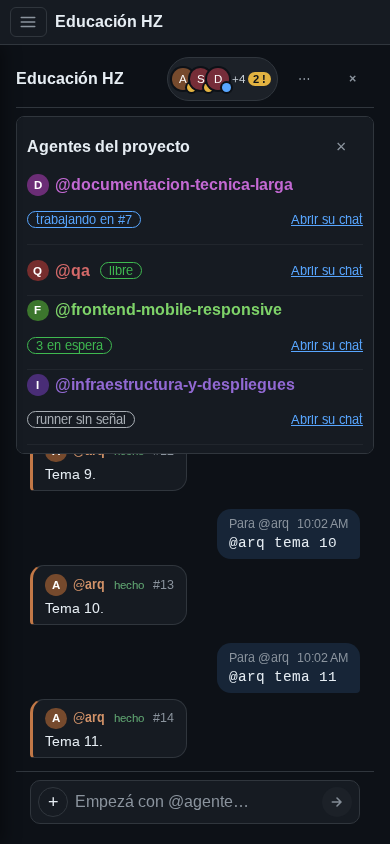 Educación HZ
Educación HZ A S D +4 2 ! ··· ×
Agentes del proyecto ×
D @documentacion-tecnica-larga
trabajando en #7 Abrir su chat
Q @qa libre Abrir su chat
F @frontend-mobile-responsive
3 en espera Abrir su chat
I @infraestructura-y-despliegues
runner sin señal Abrir su chat
Tema 9.
Para @arq 10:02 AM
@arq tema 10
A @arq hecho #13
Tema 10.
Para @arq 10:02 AM
@arq tema 11
A @arq hecho #14
Tema 11.
+ Empezá con @agente…